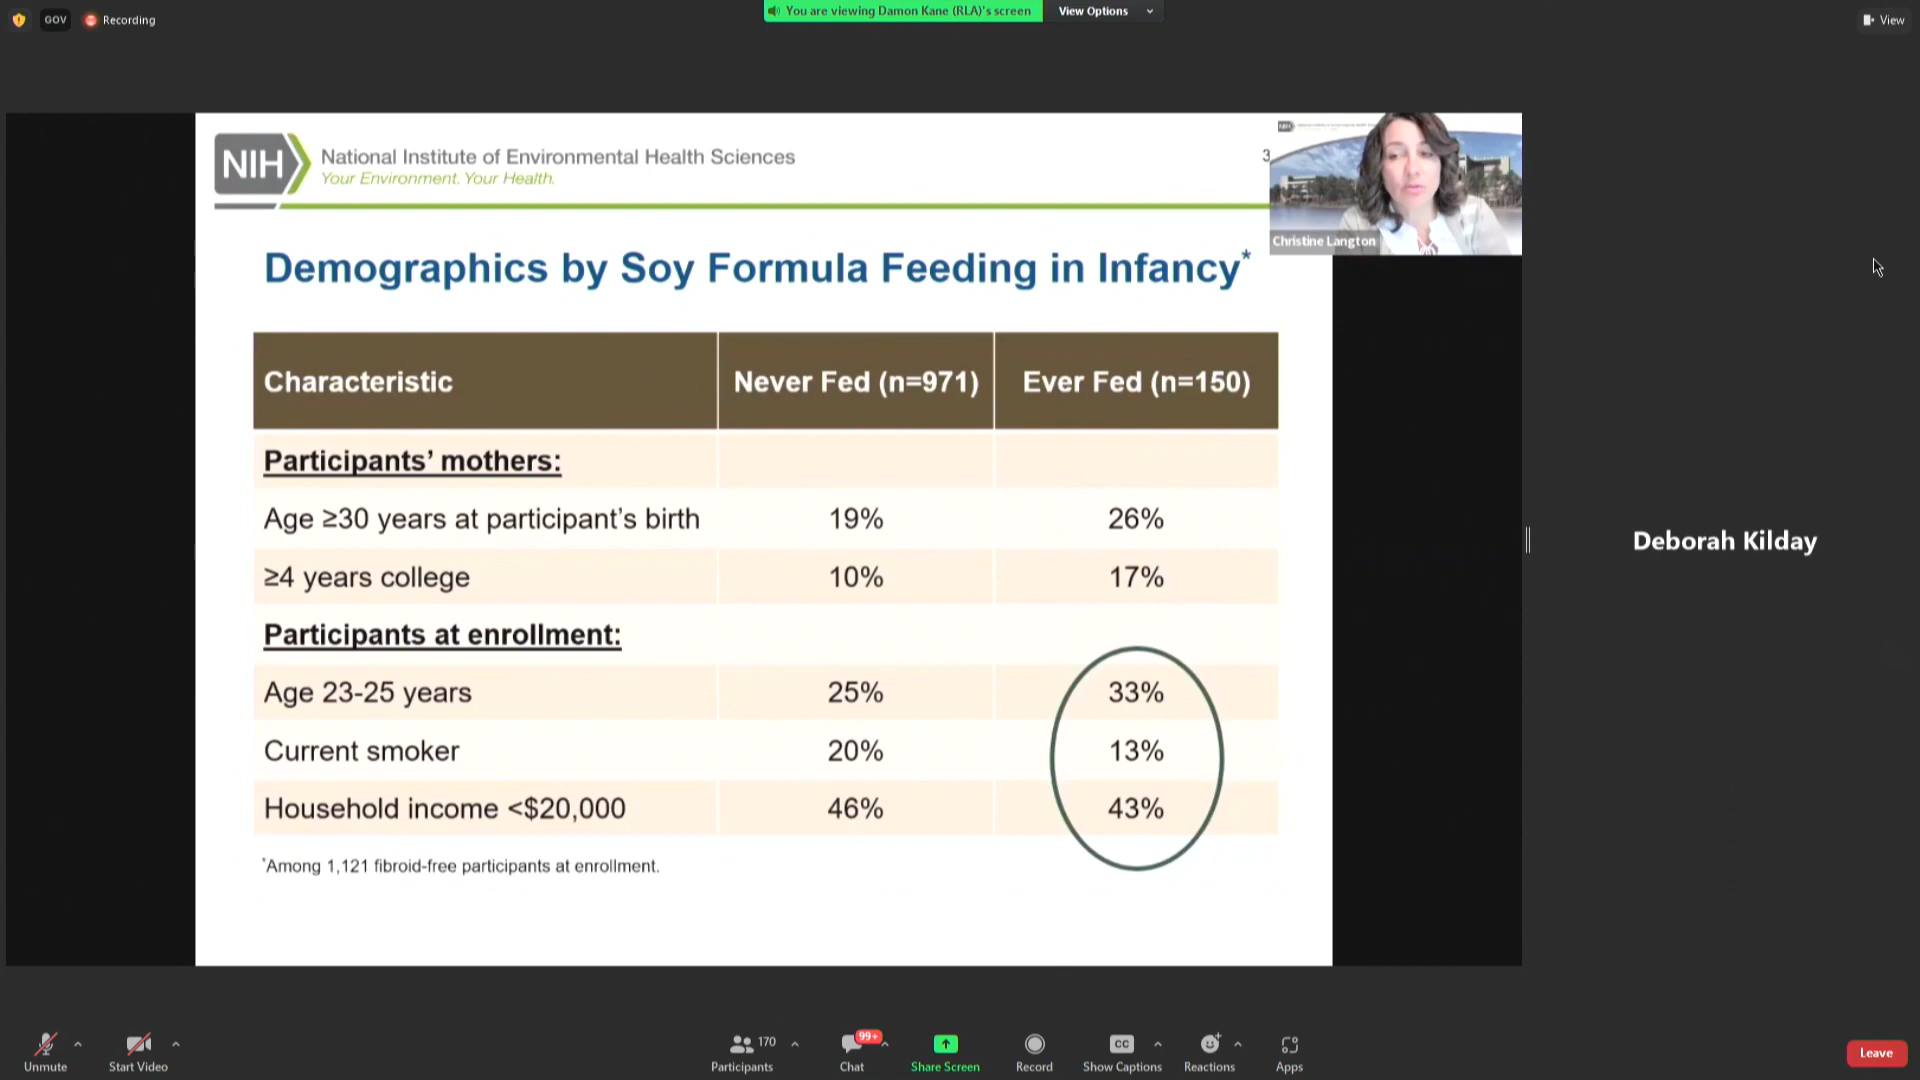 GOV
Recording
You are viewing Damon Kane (RLA)'s screen
View Options
View
NIH
National Institute of Environmental Health Sciences
Your Environment. Your Health.
3
Christine Langton
Demographics by Soy Formula Feeding in Infancy*
Characteristic Never Fed (n=971) Ever Fed (n=150)
Participants’ mothers:
Age ≥30 years at participant’s birth 19% 26%
≥4 years college 10% 17%
Participants at enrollment:
Age 23-25 years 25% 33%
Current smoker 20% 13%
Household income <$20,000 46% 43%
*Among 1,121 fibroid-free participants at enrollment.
Deborah Kilday
Unmute
Start Video
170
Participants
99+
Chat
Share Screen
Record
CC
Show Captions
Reactions
Apps
Leave